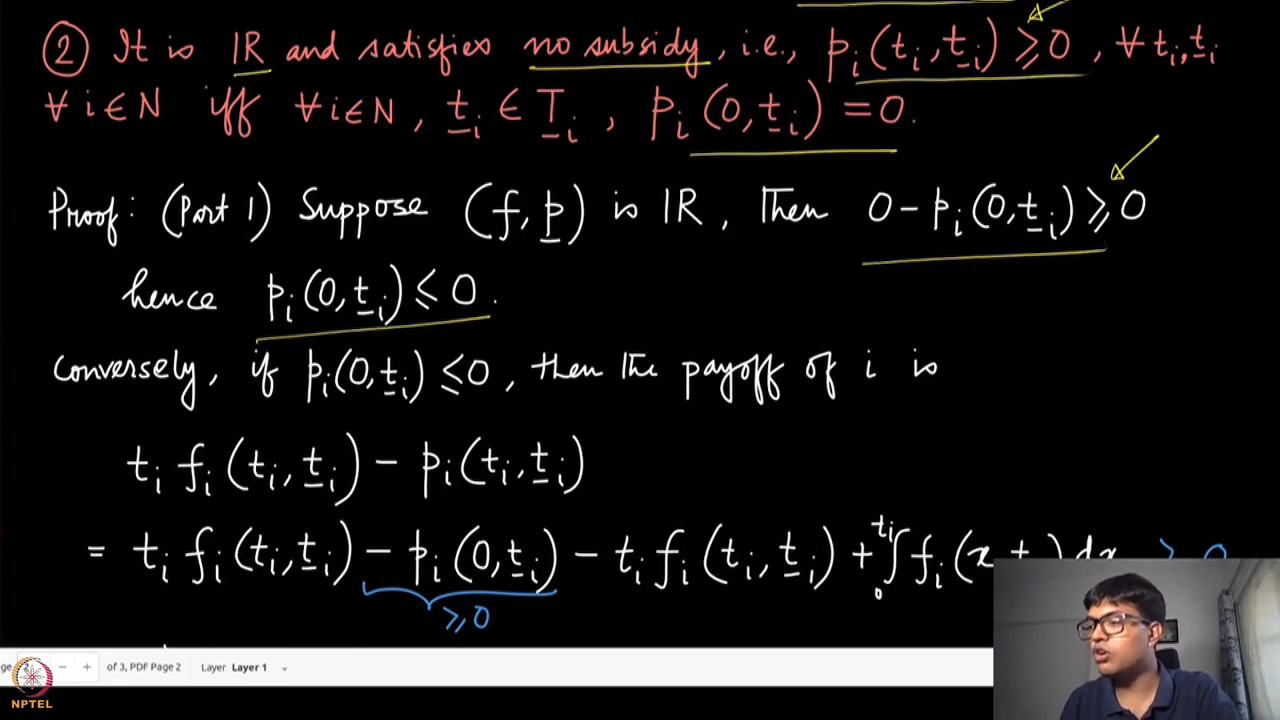 ② It is IR and satisfies no subsidy, i.e., pᵢ(tᵢ, t̲ᵢ) ⩾ 0, ∀ tᵢ, t̲ᵢ
∀ i ∈ N iff ∀ i ∈ N, t̲ᵢ ∈ T̲ᵢ, pᵢ(0, t̲ᵢ) = 0.
Proof: (Part 1) Suppose (f, p̲) is IR, Then 0 - pᵢ(0, t̲ᵢ) ⩾ 0
hence pᵢ(0, t̲ᵢ) ⩽ 0.
Conversely, if pᵢ(0, t̲ᵢ) ⩽ 0, then the payoff of i is
tᵢ fᵢ(tᵢ, t̲ᵢ) - pᵢ(tᵢ, t̲ᵢ)
= tᵢ fᵢ(tᵢ, t̲ᵢ) - pᵢ(0, t̲ᵢ) - tᵢ fᵢ(tᵢ, t̲ᵢ) + ∫₀^tᵢ fᵢ(x, t ) dx ⩾ 0
⩾ 0
of 3, PDF Page 2 Layer Layer 1
NPTEL